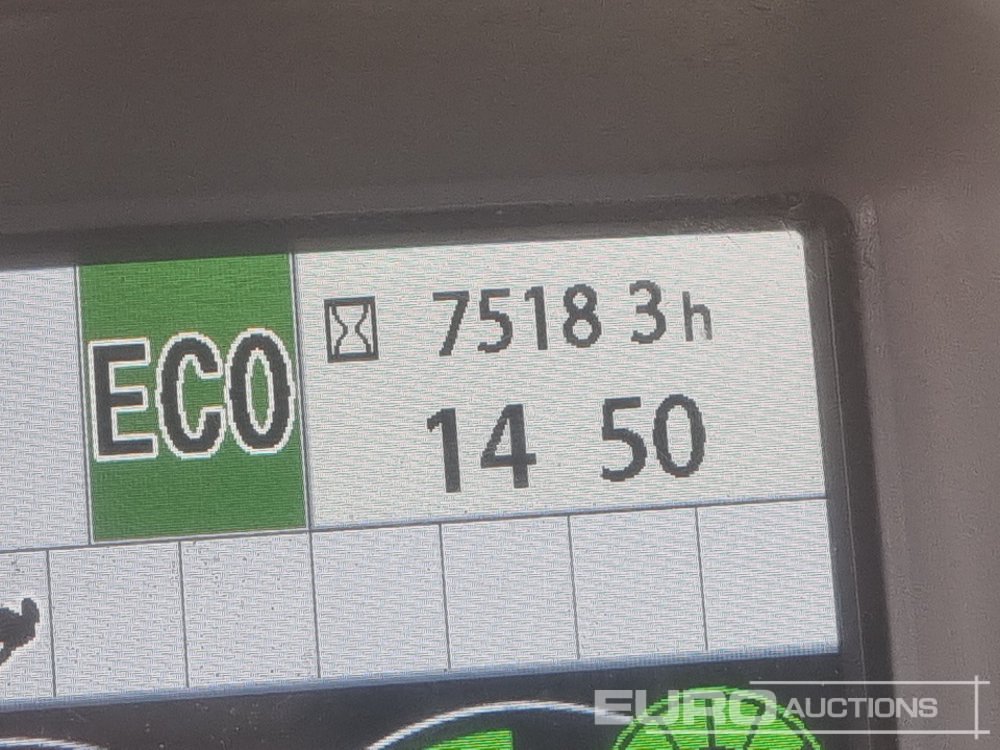 ECO
7518 3h
14 50
EURO AUCTIONS